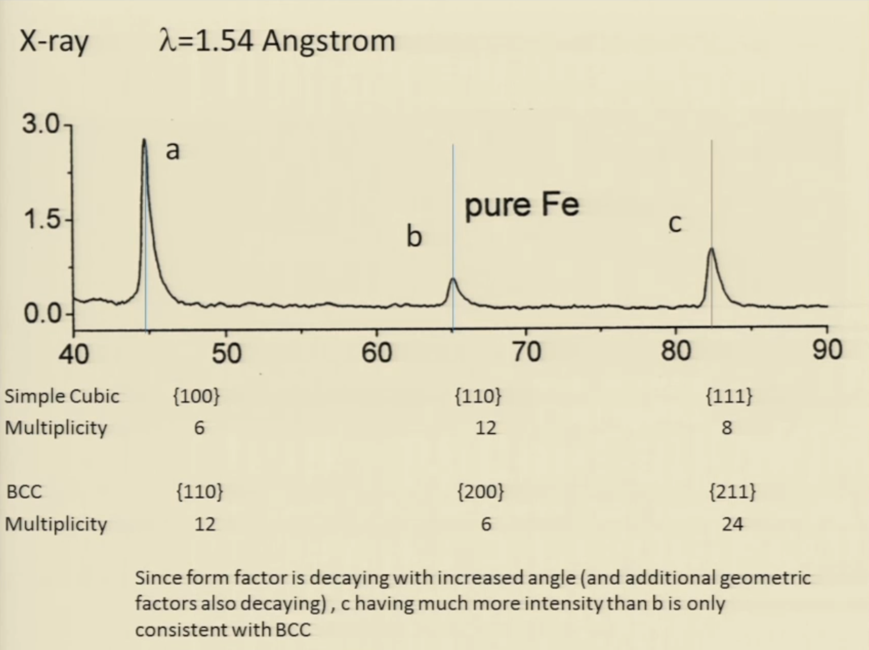 X-ray λ=1.54 Angstrom
3.0
a
pure Fe
1.5
b
c
0.0
40 50 60 70 80 90
Simple Cubic {100} {110} {111}
Multiplicity 6 12 8
BCC {110} {200} {211}
Multiplicity 12 6 24
Since form factor is decaying with increased angle (and additional geometric
factors also decaying) , c having much more intensity than b is only
consistent with BCC